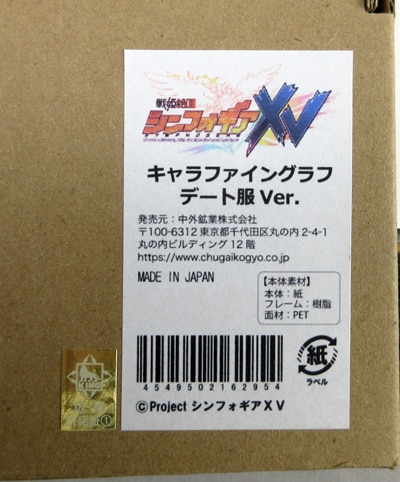 戦姫絶唱
シンフォギアXV
SYMPHOGEAR
キャラファイングラフ
デート服 Ver.
発売元：中外鉱業株式会社
〒100-6312 東京都千代田区丸の内 2-4-1
丸の内ビルディング 12 階
https://www.chugaikogyo.co.jp
MADE IN JAPAN
【本体素材】
本体：紙
フレーム：樹脂
面材：PET
紙
ラベル
4549502162954
©Project シンフォギアＸＶ
KING
①